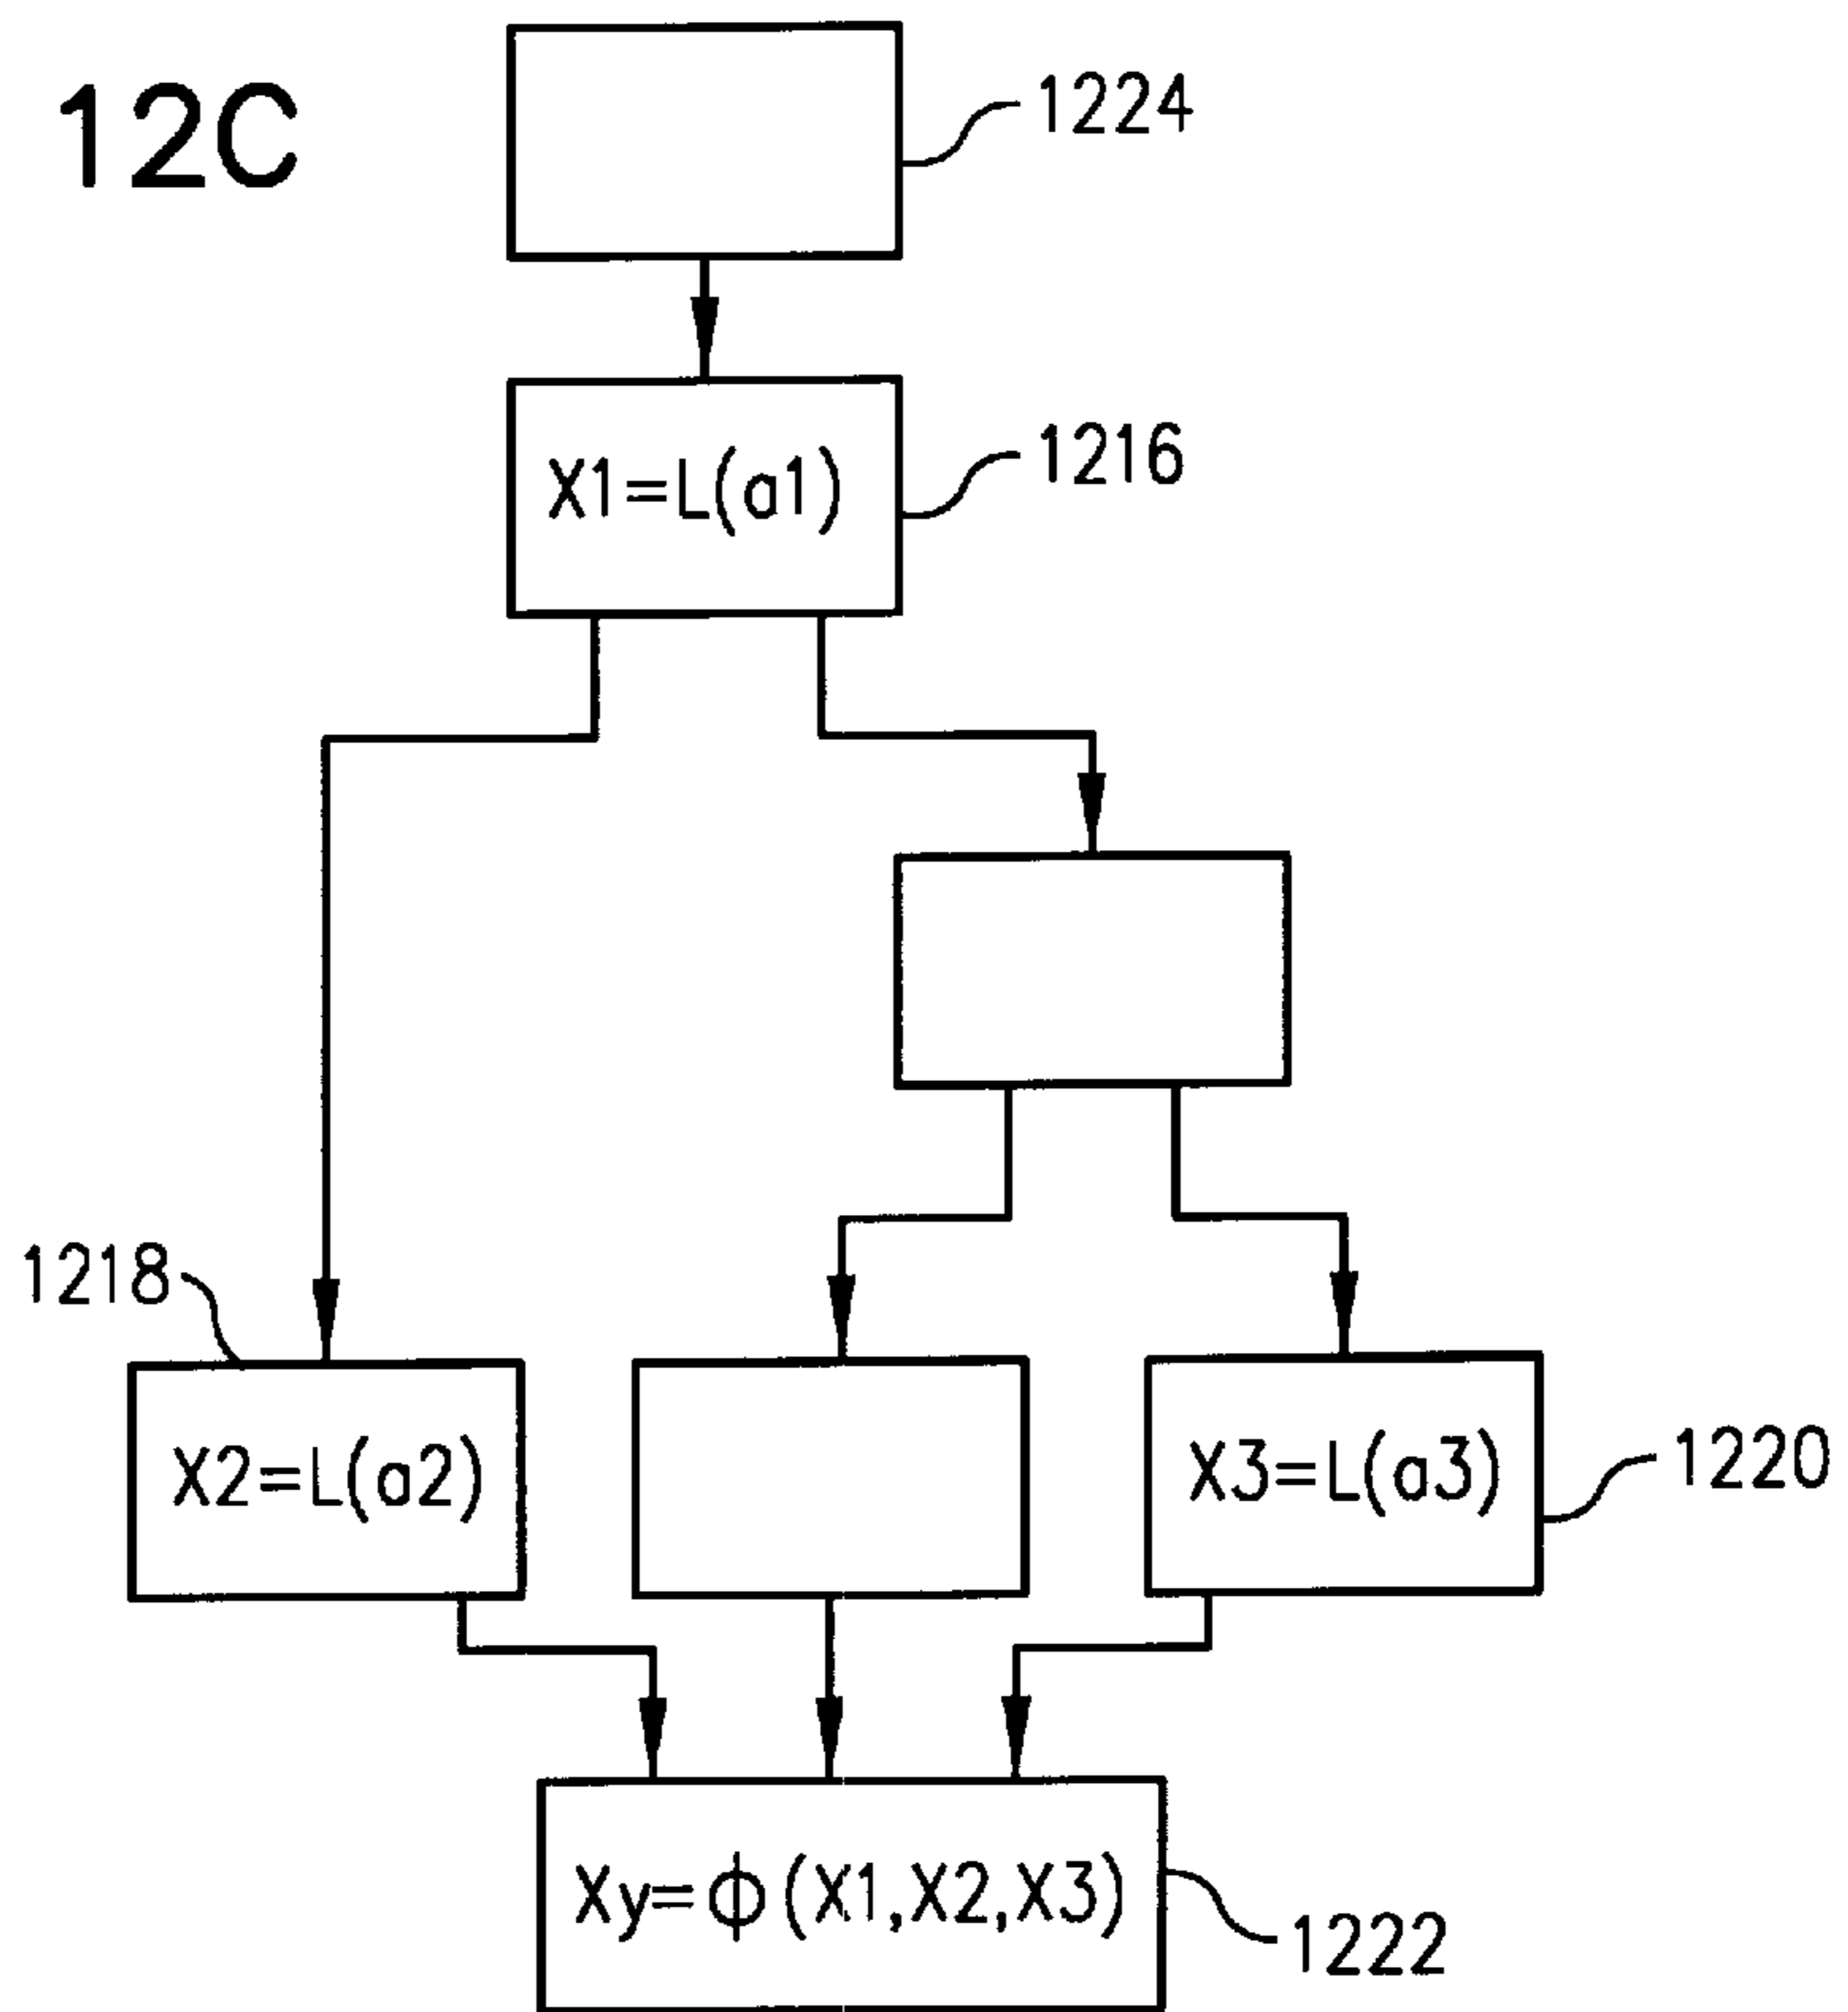 12C
1224
X1=L(a1)
1216
1218
X2=L(a2)
X3=L(a3)
1220
Xy=ϕ(X1,X2,X3)
1222